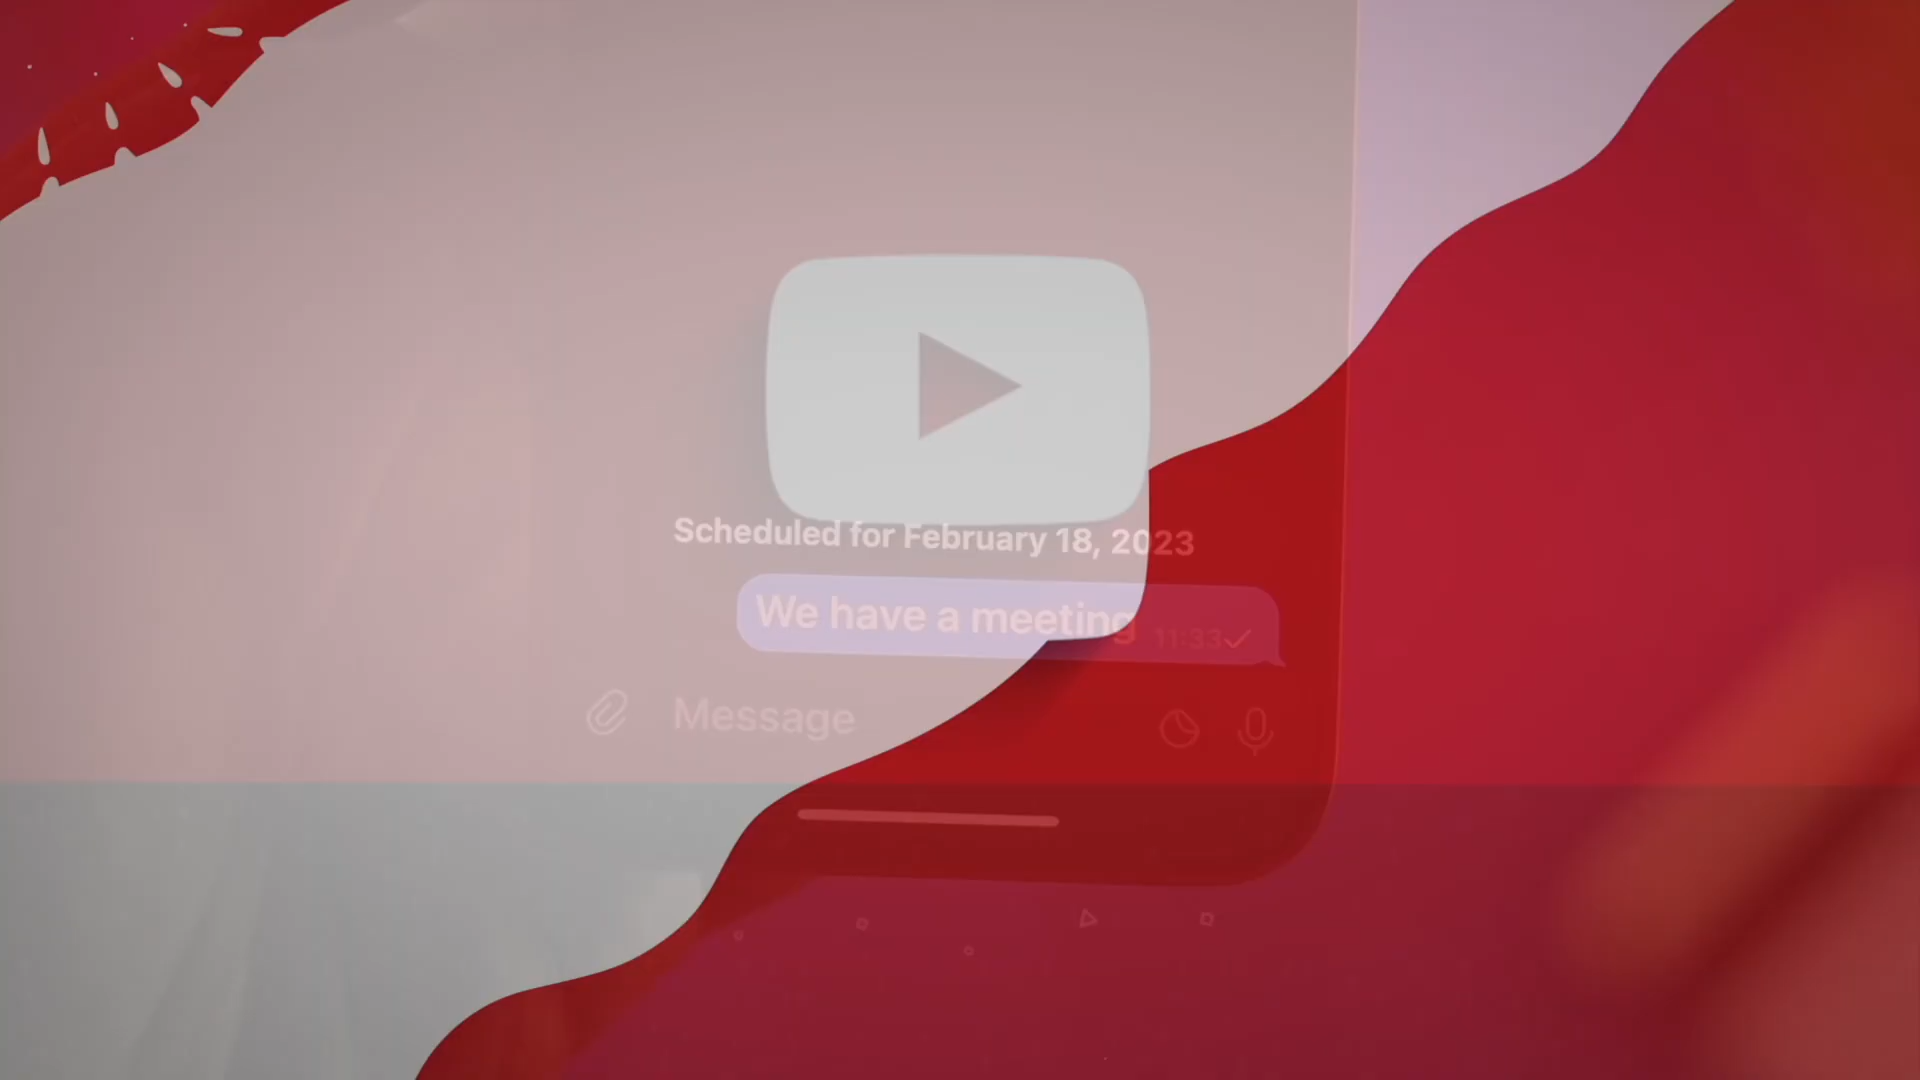 Scheduled for February 18, 2023
We have a meeting 11:33
Message